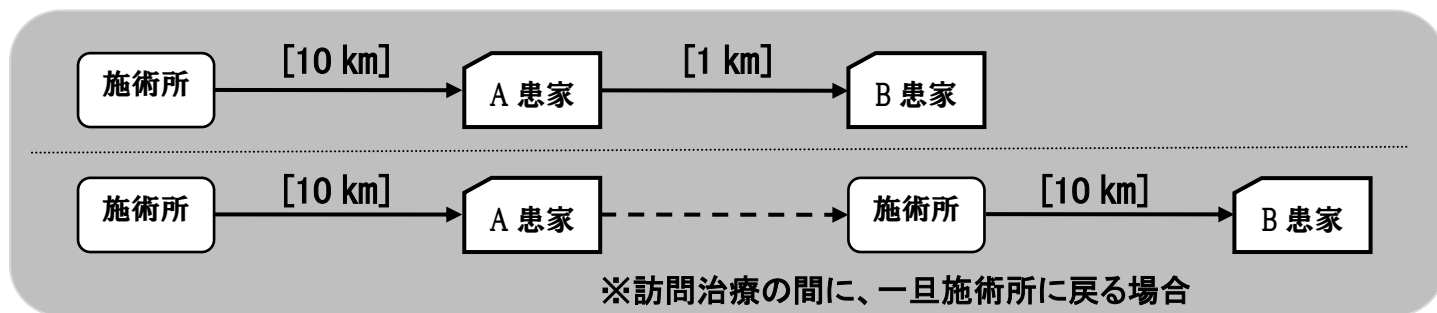 施術所 [10 km] A 患家 [1 km] B 患家
施術所 [10 km] A 患家 施術所 [10 km] B 患家
※訪問治療の間に、一旦施術所に戻る場合